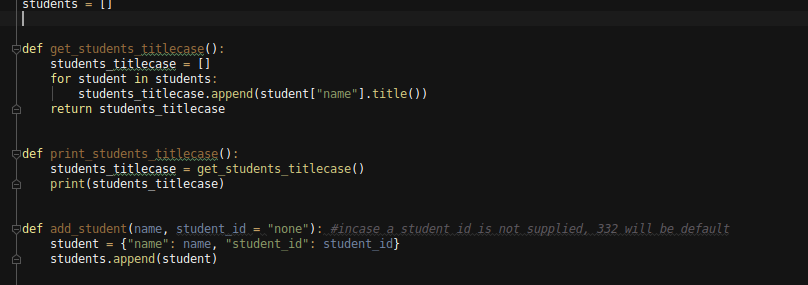 students = []
def get_students_titlecase():
students_titlecase = []
for student in students:
students_titlecase.append(student["name"].title())
return students_titlecase
def print_students_titlecase():
students_titlecase = get_students_titlecase()
print(students_titlecase)
def add_student(name, student_id = "none"): #incase a student id is not supplied, 332 will be default
student = {"name": name, "student_id": student_id}
students.append(student)